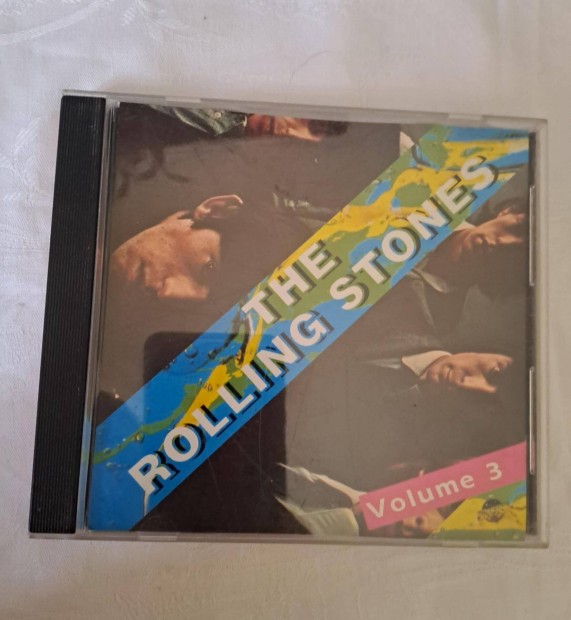 THE
ROLLING STONES
Volume 3